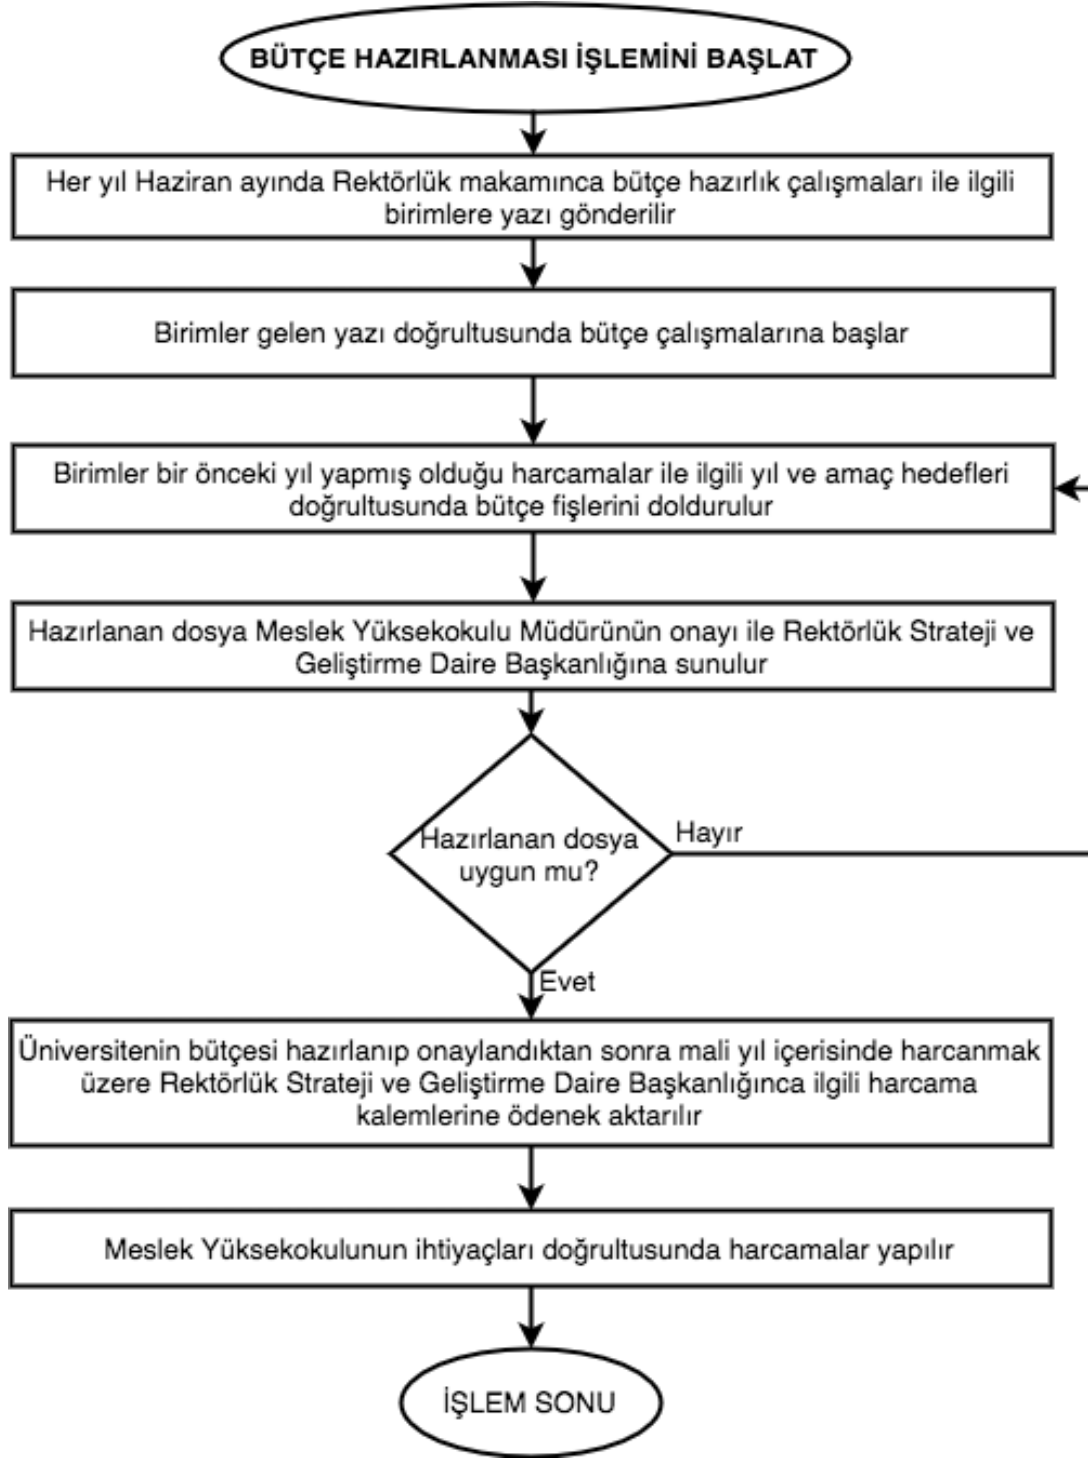 BÜTÇE HAZIRLANMASI İŞLEMİNİ BAŞLAT
Her yıl Haziran ayında Rektörlük makamınca bütçe hazırlık çalışmaları ile ilgili
birimlere yazı gönderilir
Birimler gelen yazı doğrultusunda bütçe çalışmalarına başlar
Birimler bir önceki yıl yapmış olduğu harcamalar ile ilgili yıl ve amaç hedefleri
doğrultusunda bütçe fişlerini doldurulur
Hazırlanan dosya Meslek Yüksekokulu Müdürünün onayı ile Rektörlük Strateji ve
Geliştirme Daire Başkanlığına sunulur
Hazırlanan dosya
uygun mu?
Hayır
Evet
Üniversitenin bütçesi hazırlanıp onaylandıktan sonra mali yıl içerisinde harcanmak
üzere Rektörlük Strateji ve Geliştirme Daire Başkanlığınca ilgili harcama
kalemlerine ödenek aktarılır
Meslek Yüksekokulunun ihtiyaçları doğrultusunda harcamalar yapılır
İŞLEM SONU